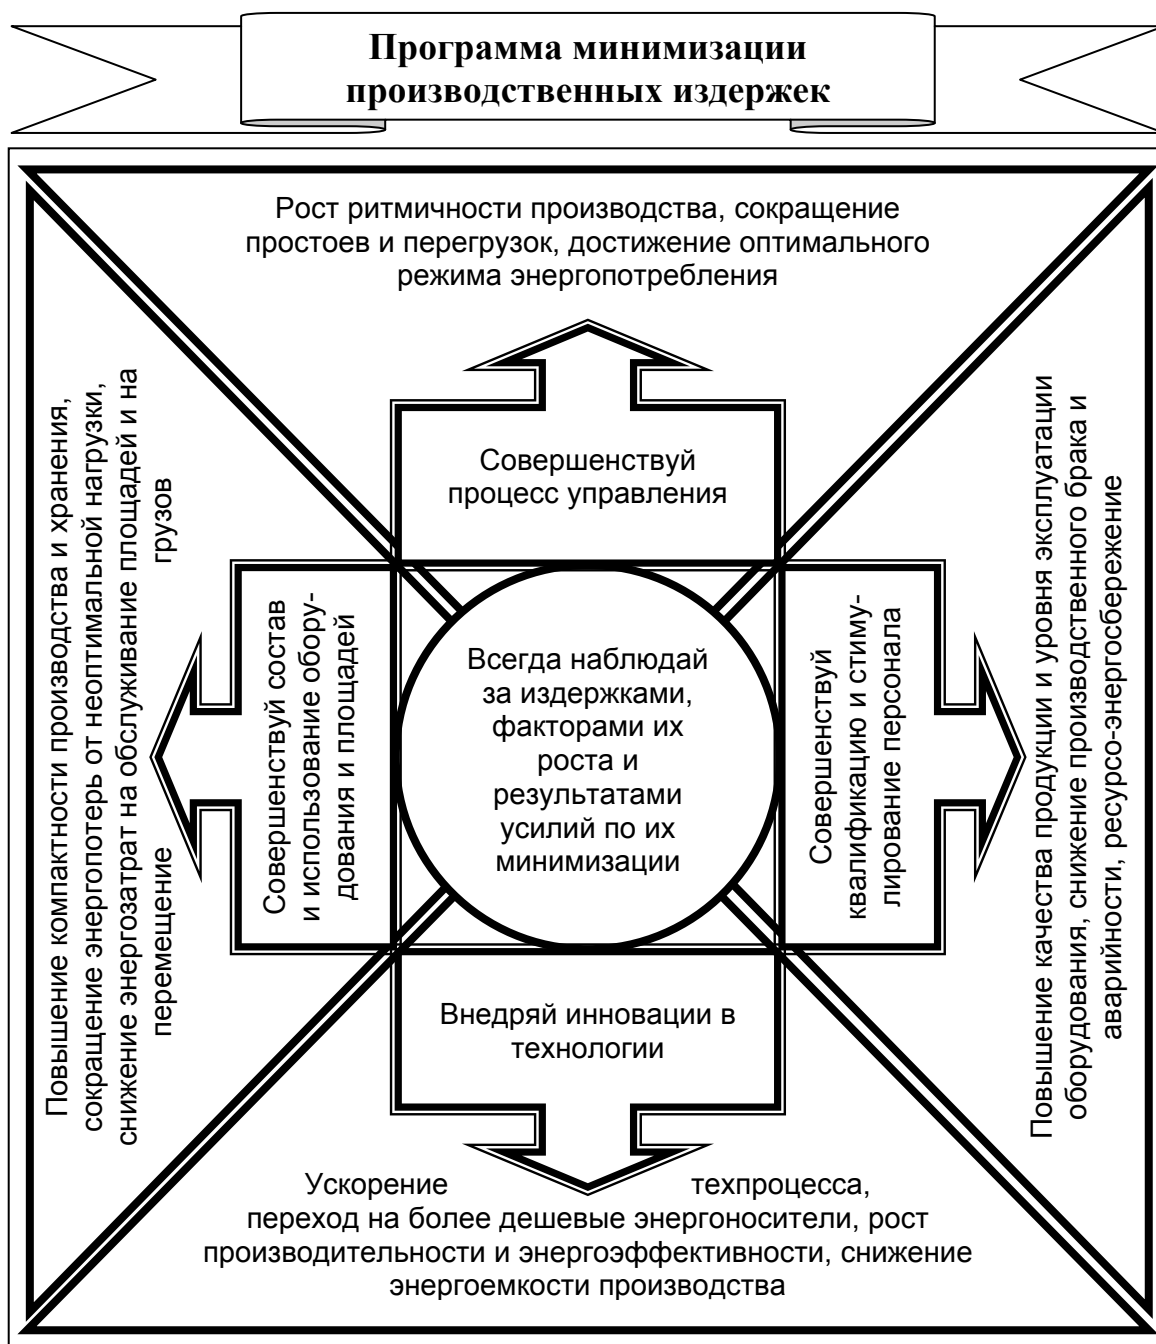 Программа минимизации
производственных издержек
Рост ритмичности производства, сокращение
простоев и перегрузок, достижение оптимального
режима энергопотребления
Совершенствуй
процесс управления
Повышение компактности производства и хранения,
сокращение энергопотерь от неоптимальной нагрузки,
снижение энергозатрат на обслуживание площадей и на
перемещение грузов
Совершенствуй состав
и использование обору-
дования и площадей
Всегда наблюдай
за издержками,
факторами их
роста и
результатами
усилий по их
минимизации
Совершенствуй
квалификацию и стиму-
лирование персонала
Повышение качества продукции и уровня эксплуатации
оборудования, снижение производственного брака и
аварийности, ресурсо-энергосбережение
Внедряй инновации в
технологии
Ускорение техпроцесса,
переход на более дешевые энергоносители, рост
производительности и энергоэффективности, снижение
энергоемкости производства